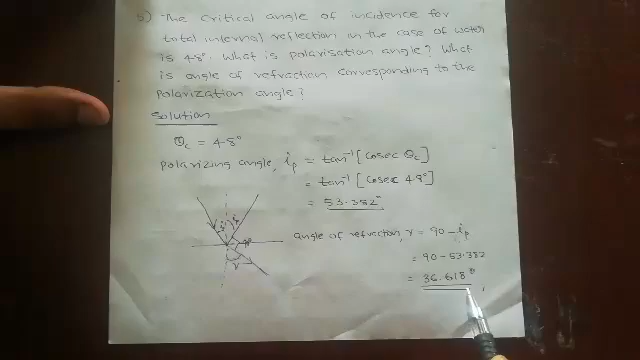 5) The critical angle of incidence for
total internal reflection in the case of water
is 48°. What is polarisation angle? What
is angle of refraction corresponding to the
polarization angle?
Solution
θc = 48°
polarizing angle, ip = tan⁻¹ [cosec θc]
= tan⁻¹ [cosec 48°]
= 53.382°
angle of refraction, r = 90 - ip
= 90 - 53.382
= 36.618°